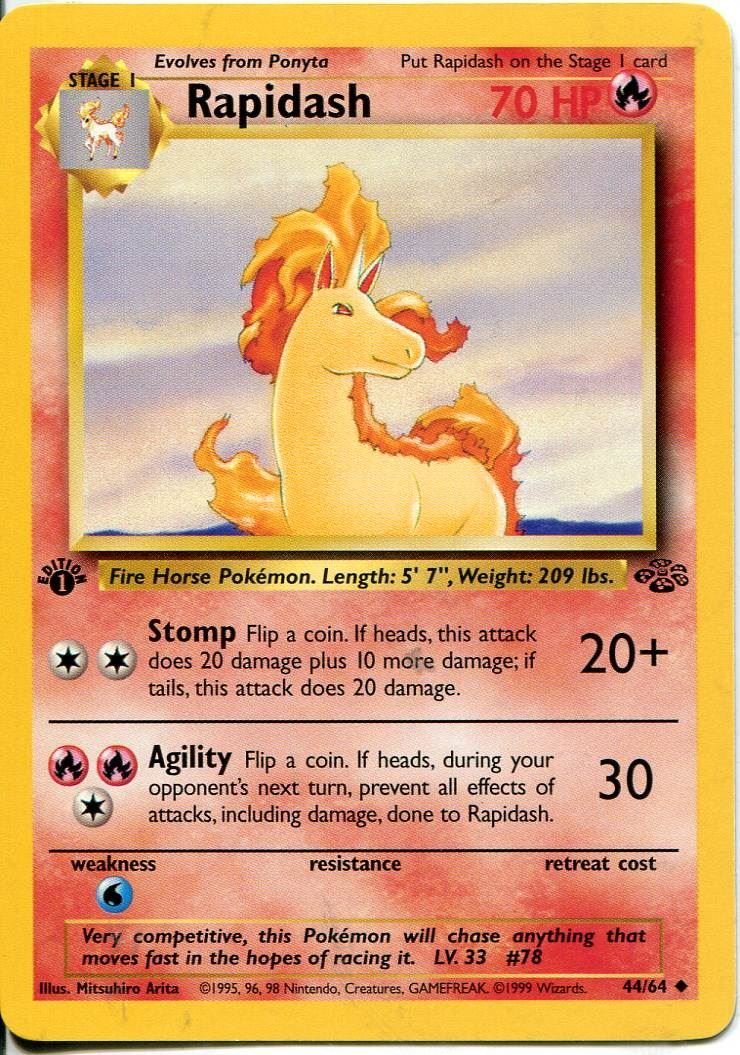 Evolves from Ponyta Put Rapidash on the Stage 1 card
STAGE 1
Rapidash 70 HP
EDITION
1
Fire Horse Pokémon. Length: 5' 7", Weight: 209 lbs.
Stomp Flip a coin. If heads, this attack
does 20 damage plus 10 more damage; if
tails, this attack does 20 damage.
20+
Agility Flip a coin. If heads, during your
opponent's next turn, prevent all effects of
attacks, including damage, done to Rapidash.
30
weakness resistance retreat cost
Very competitive, this Pokémon will chase anything that
moves fast in the hopes of racing it. LV. 33 #78
Illus. Mitsuhiro Arita ©1995, 96, 98 Nintendo, Creatures, GAMEFREAK. ©1999 Wizards. 44/64